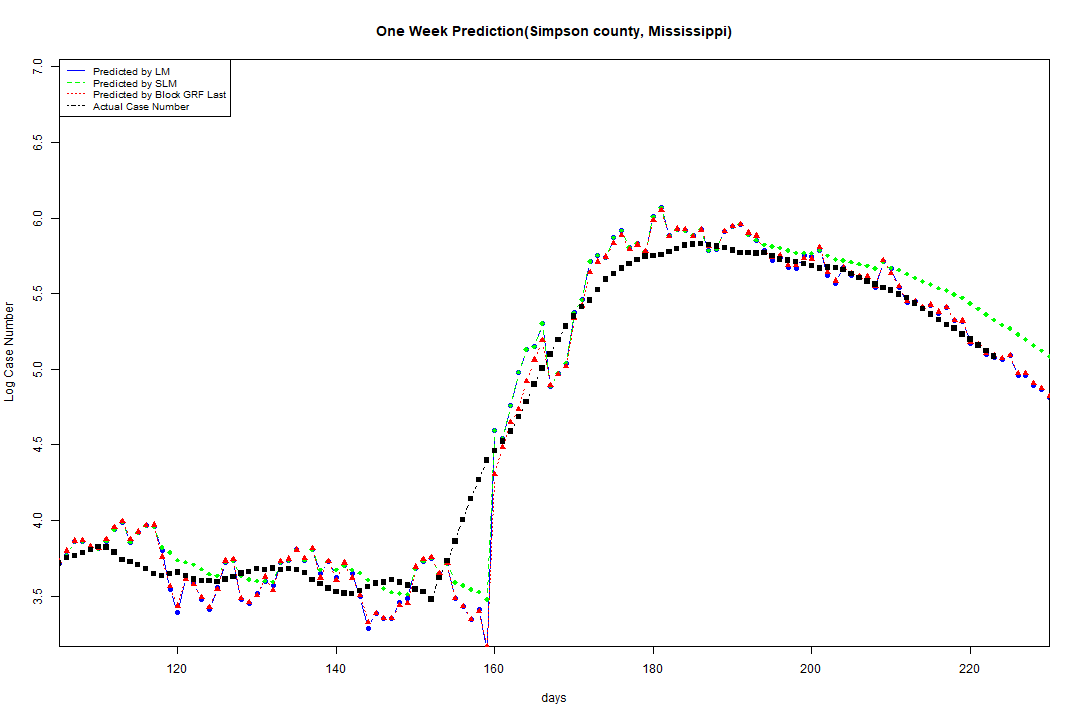 One Week Prediction(Simpson county, Mississippi)
Predicted by LM
Predicted by SLM
Predicted by Block GRF Last
Actual Case Number
Log Case Number
7.0
6.5
6.0
5.5
5.0
4.5
4.0
3.5
120 140 160 180 200 220
days